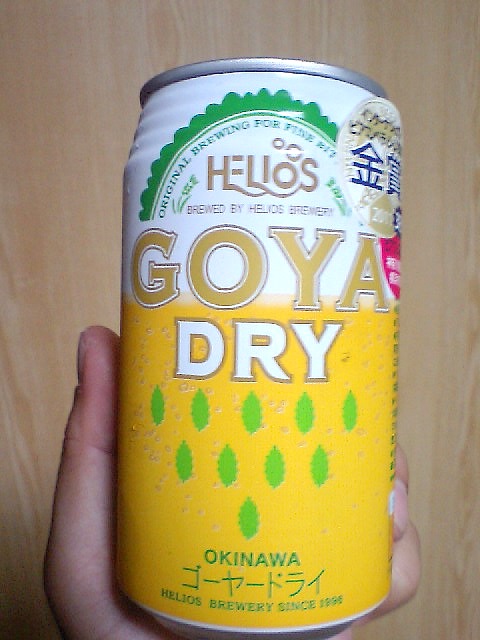 ORIGINAL BREWING FOR FINE
HELIOS
BREWED BY HELIOS BREWERY
金賞
GOYA
DRY
OKINAWA
ゴーヤードライ
HELIOS BREWERY SINCE 1996